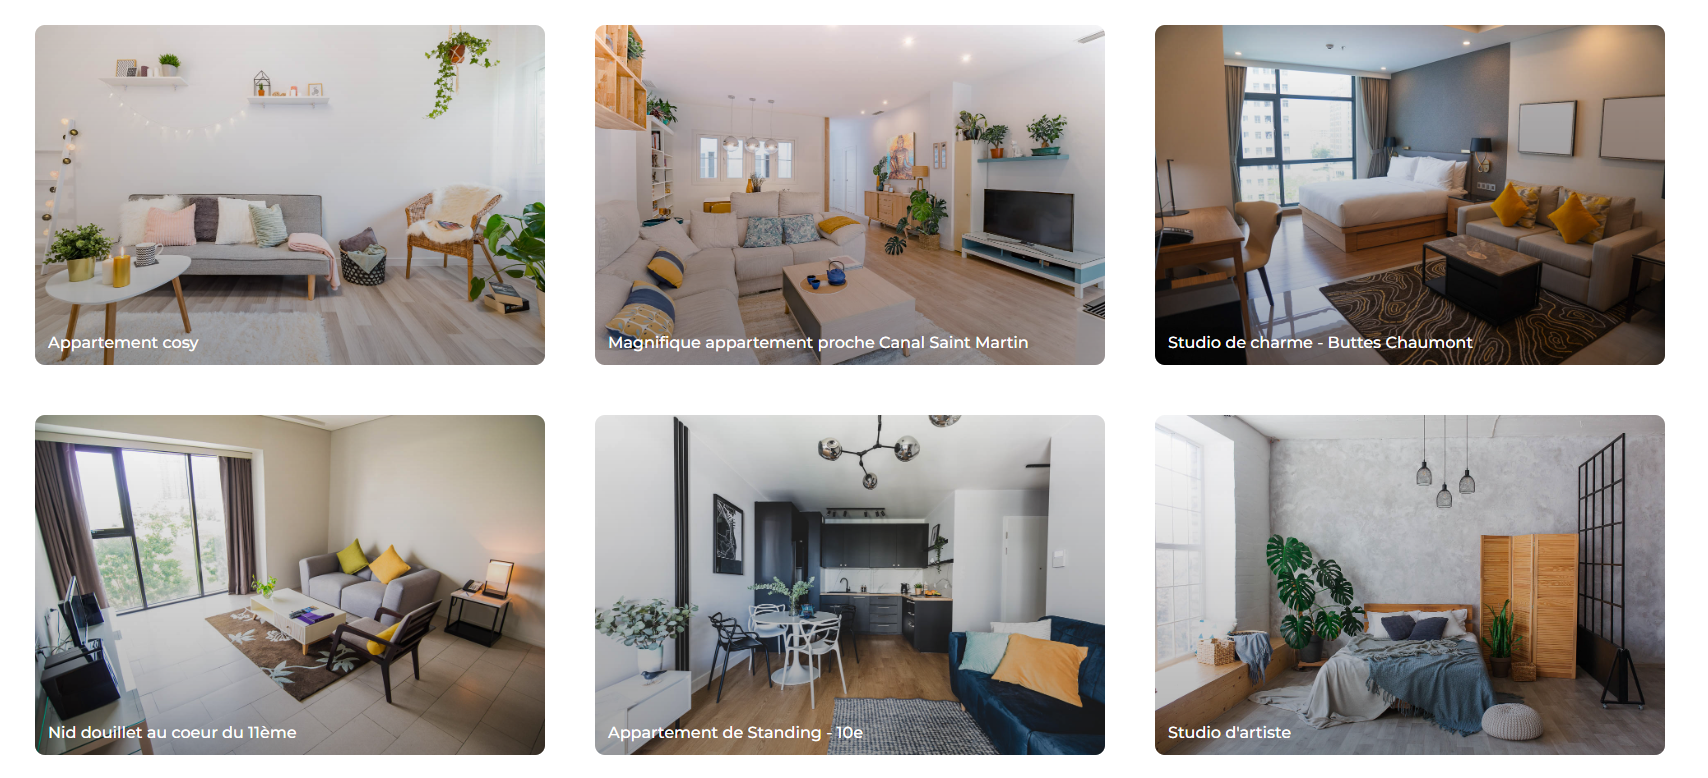 Appartement cosy
Magnifique appartement proche Canal Saint Martin
Studio de charme - Buttes Chaumont
Nid douillet au coeur du 11ème
Appartement de Standing - 10e
Studio d'artiste